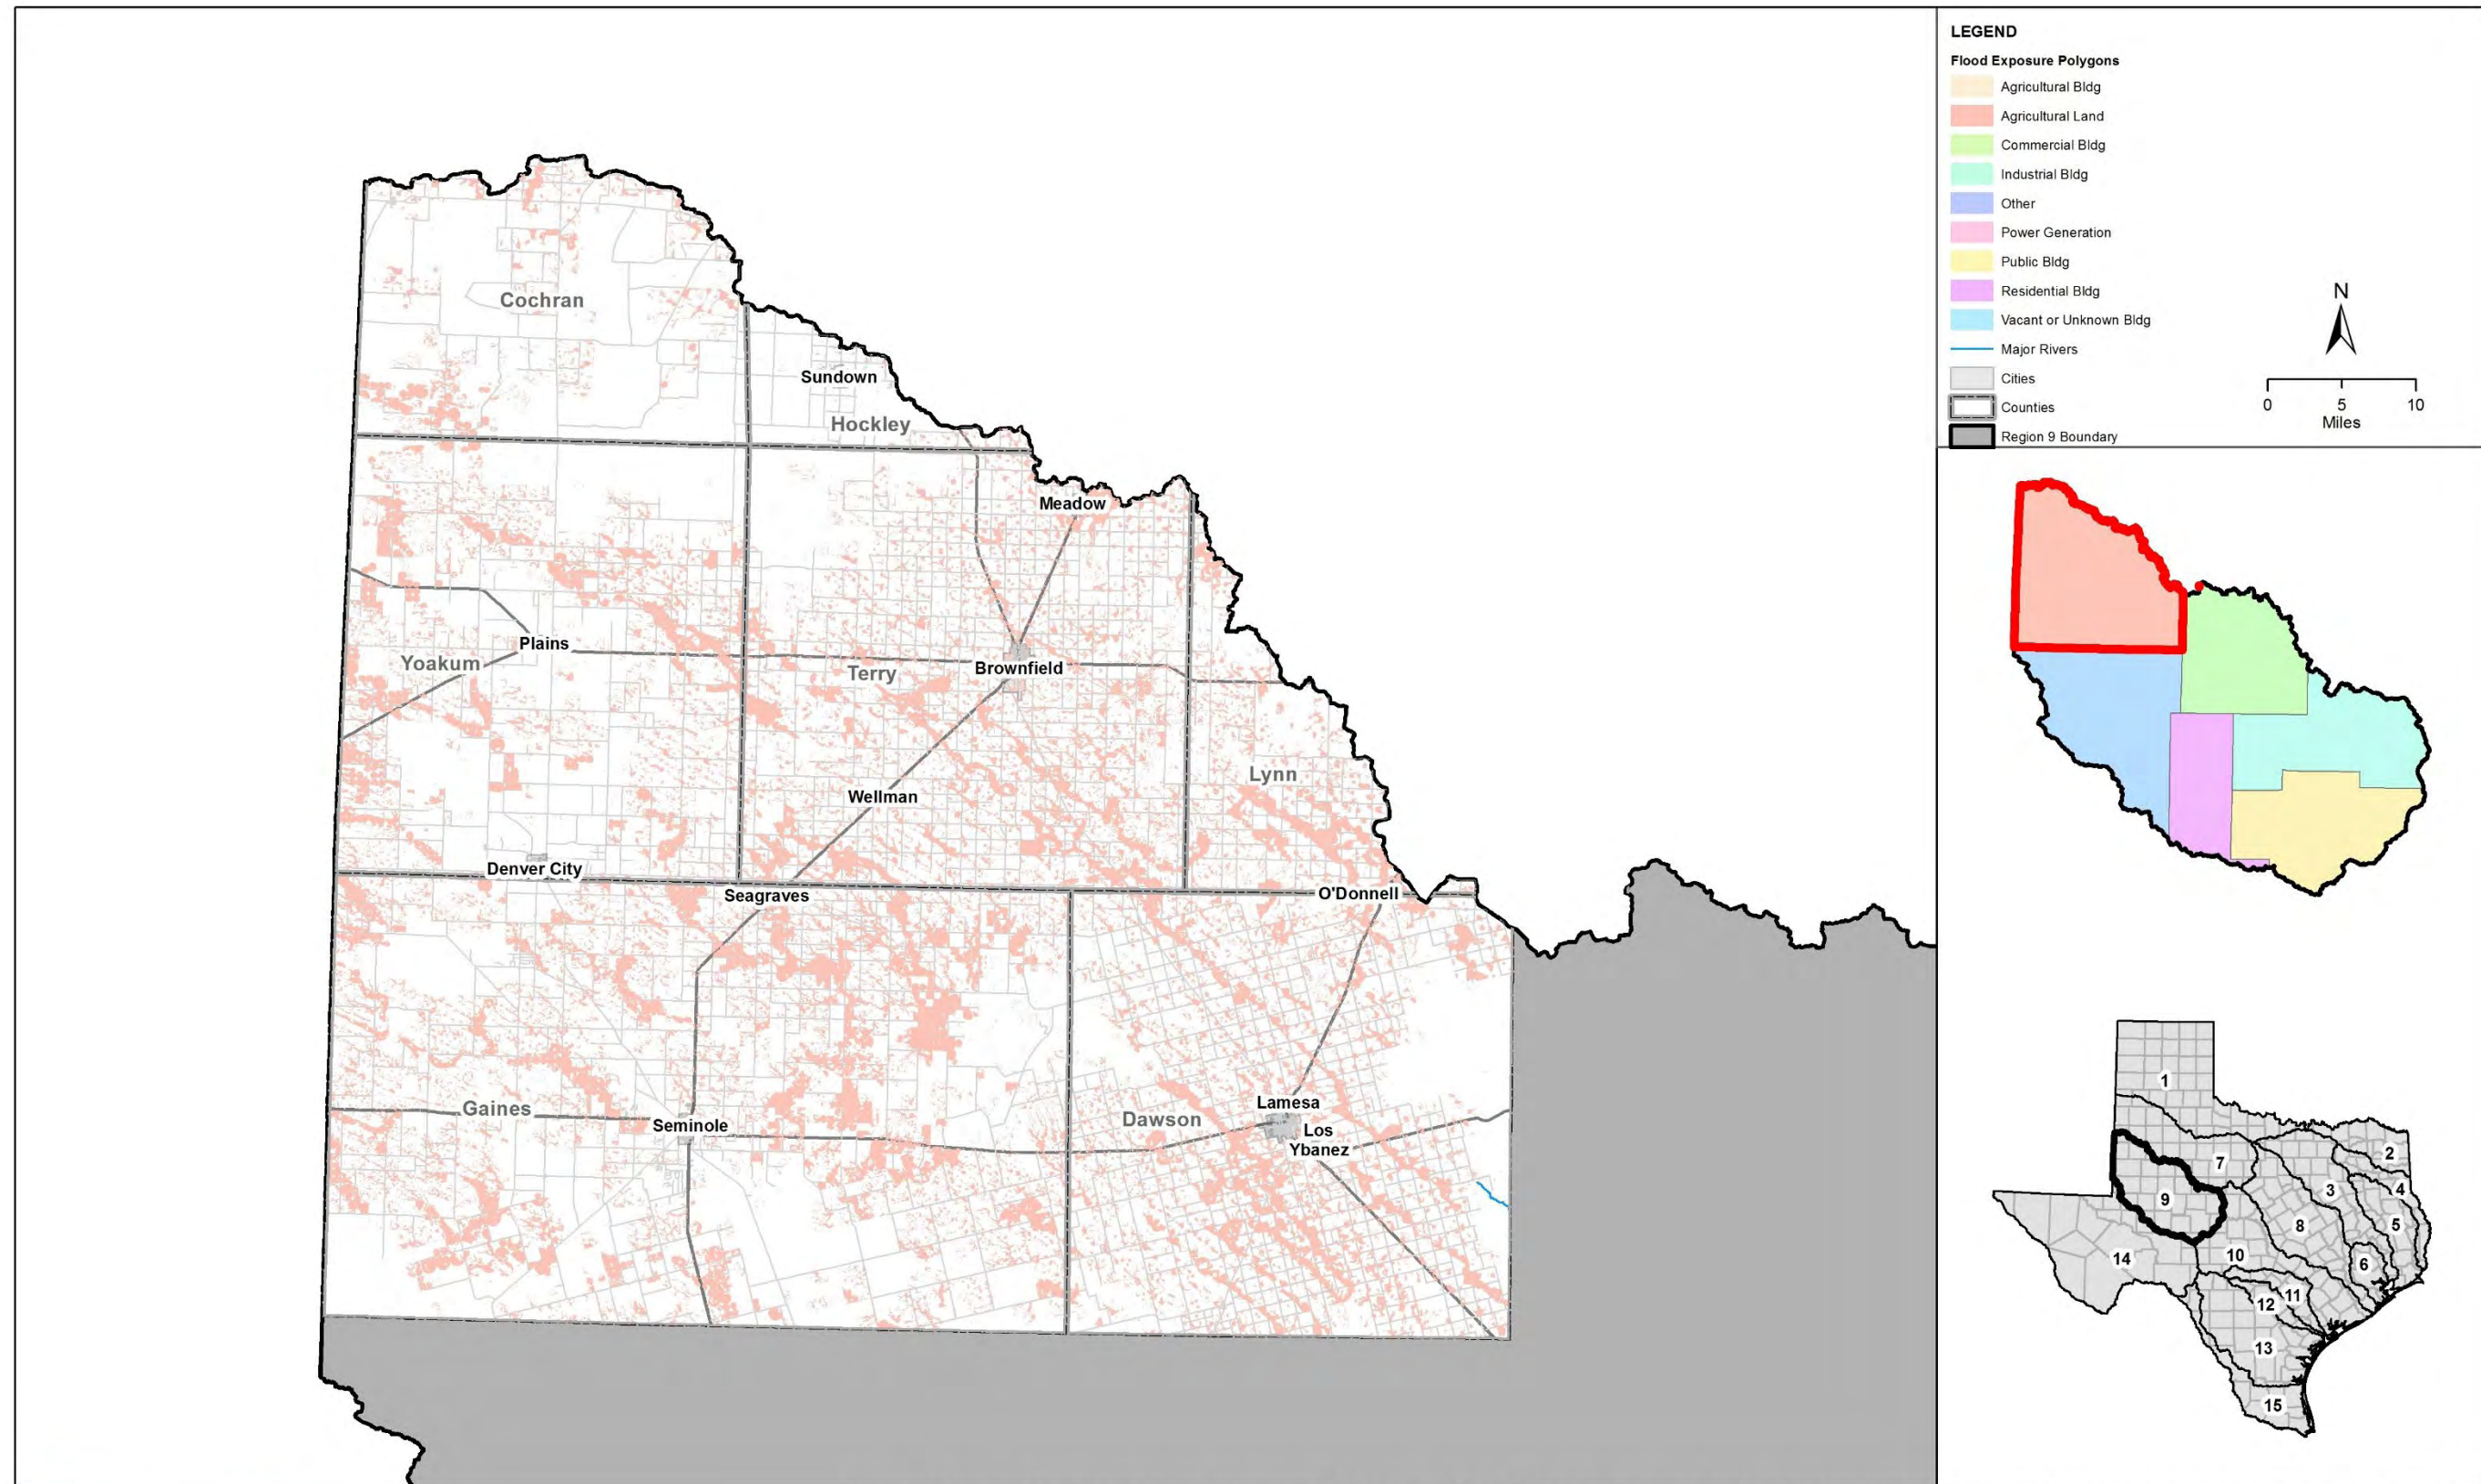 LEGEND
Flood Exposure Polygons
Agricultural Bldg
Agricultural Land
Commercial Bldg
Industrial Bldg
Other
Power Generation
Public Bldg
Residential Bldg
Vacant or Unknown Bldg
Major Rivers
Cities
Counties
Region 9 Boundary
N
0 5 10
Miles
Cochran
Sundown
Hockley
Meadow
Plains
Yoakum
Terry
Brownfield
Lynn
Wellman
Denver City
Seagraves
O'Donnell
Gaines
Seminole
Dawson
Lamesa
Los
Ybanez
1
2
7
3
4
9
8
5
10
14
6
11
12
13
15